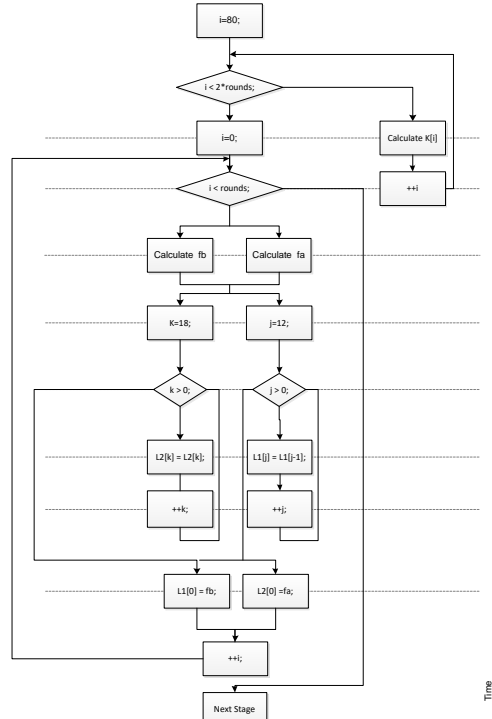 i=80;
i < 2*rounds;
i=0;
Calculate K[i]
++i
i < rounds;
Calculate fb
Calculate fa
K=18;
j=12;
k > 0;
j > 0;
L2[k] = L2[k];
L1[j] = L1[j-1];
++k;
++j;
L1[0] = fb;
L2[0] =fa;
++i;
Next Stage
Time